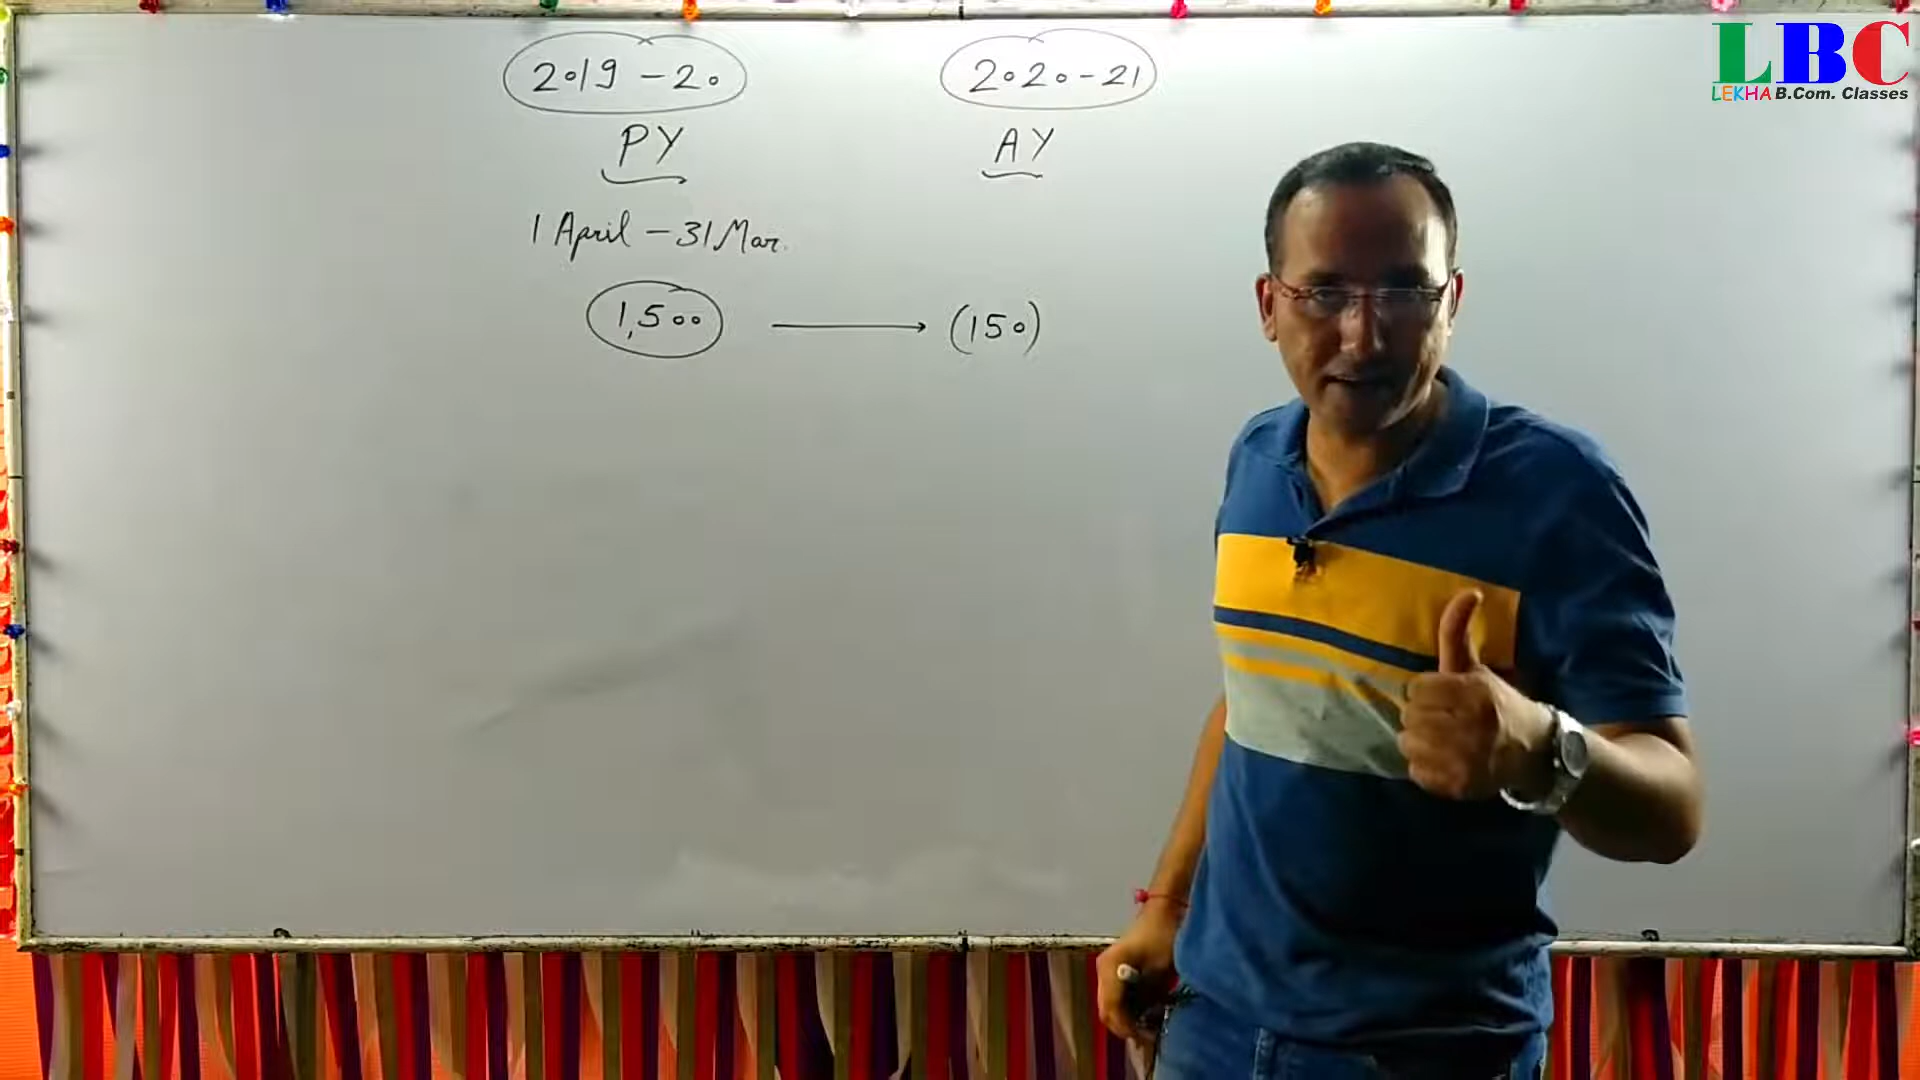 2019-20 2020-21
PY AY
1 April - 31 Mar.
1,500 → (150)
LBC
LEKHA B.Com. Classes